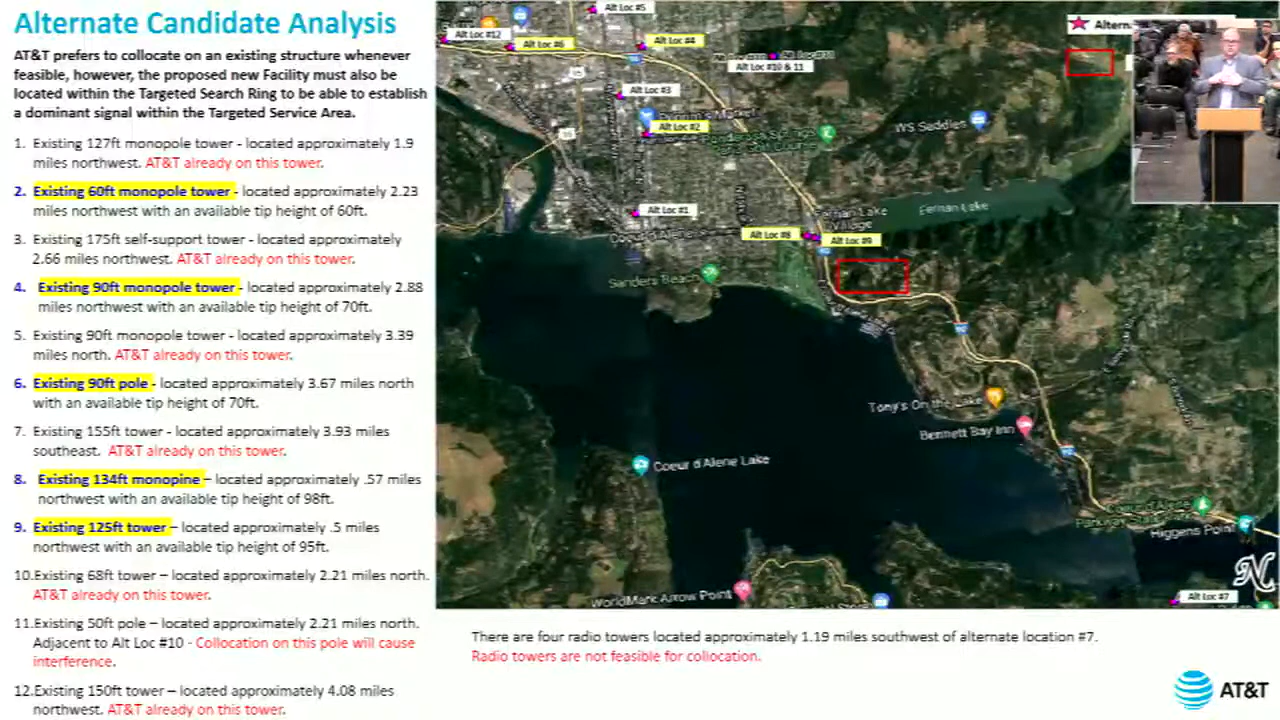 Alternate Candidate Analysis
AT&T prefers to collocate on an existing structure whenever
feasible, however, the proposed new Facility must also be
located within the Targeted Search Ring to be able to establish
a dominant signal within the Targeted Service Area.
1. Existing 127ft monopole tower - located approximately 1.9
miles northwest. AT&T already on this tower.
2. Existing 60ft monopole tower - located approximately 2.23
miles northwest with an available tip height of 60ft.
3. Existing 175ft self-support tower - located approximately
2.66 miles northwest. AT&T already on this tower.
4. Existing 90ft monopole tower - located approximately 2.88
miles northwest with an available tip height of 70ft.
5. Existing 90ft monopole tower - located approximately 3.39
miles north. AT&T already on this tower.
6. Existing 90ft pole - located approximately 3.67 miles north
with an available tip height of 70ft.
7. Existing 155ft tower - located approximately 3.93 miles
southeast. AT&T already on this tower.
8. Existing 134ft monopine – located approximately .57 miles
northwest with an available tip height of 98ft.
9. Existing 125ft tower – located approximately .5 miles
northwest with an available tip height of 95ft.
10.Existing 68ft tower – located approximately 2.21 miles north.
AT&T already on this tower.
11.Existing 50ft pole – located approximately 2.21 miles north.
Adjacent to Alt Loc #10 - Collocation on this pole will cause
interference.
12.Existing 150ft tower – located approximately 4.08 miles
northwest. AT&T already on this tower.
Alt Loc #5
Altern
Alt Loc #12
Alt Loc #6
Alt Loc #4
Alt Loc #10 & 11
Alt Loc #3
Alt Loc #2
WS Saddles
Alt Loc #1
Fernan Lake
Village
Fernan Lake
Alt Loc #8
Alt Loc #9
Sanders Beach
Tony's On the Lake
Bennett Bay Inn
Coeur d'Alene Lake
Higgens Point
WorldMark Arrow Point
Alt Loc #7
N
There are four radio towers located approximately 1.19 miles southwest of alternate location #7.
Radio towers are not feasible for collocation.
AT&T